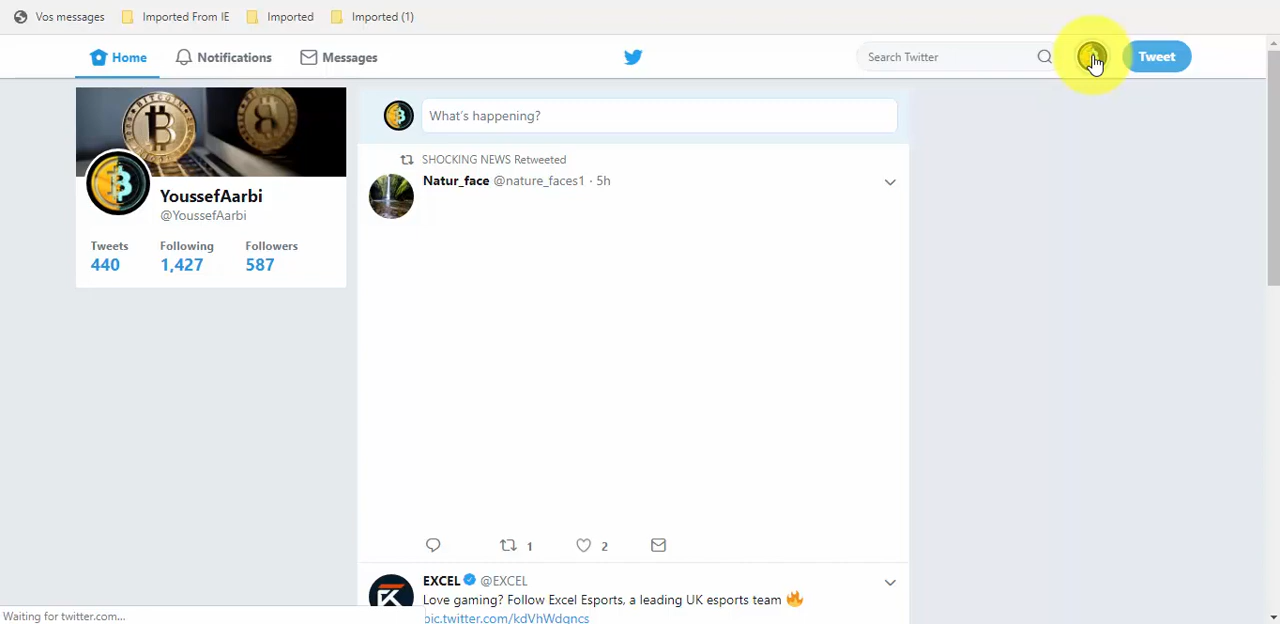 Vos messages Imported From IE Imported Imported (1)
Home Notifications Messages Search Twitter Tweet
What's happening?
SHOCKING NEWS Retweeted
Natur_face @nature_faces1 · 5h
YoussefAarbi
@YoussefAarbi
Tweets Following Followers
440 1,427 587
1 2
EXCEL @EXCEL
Love gaming? Follow Excel Esports, a leading UK esports team 🔥
pic.twitter.com/kdVhWdgncs
Waiting for twitter.com...